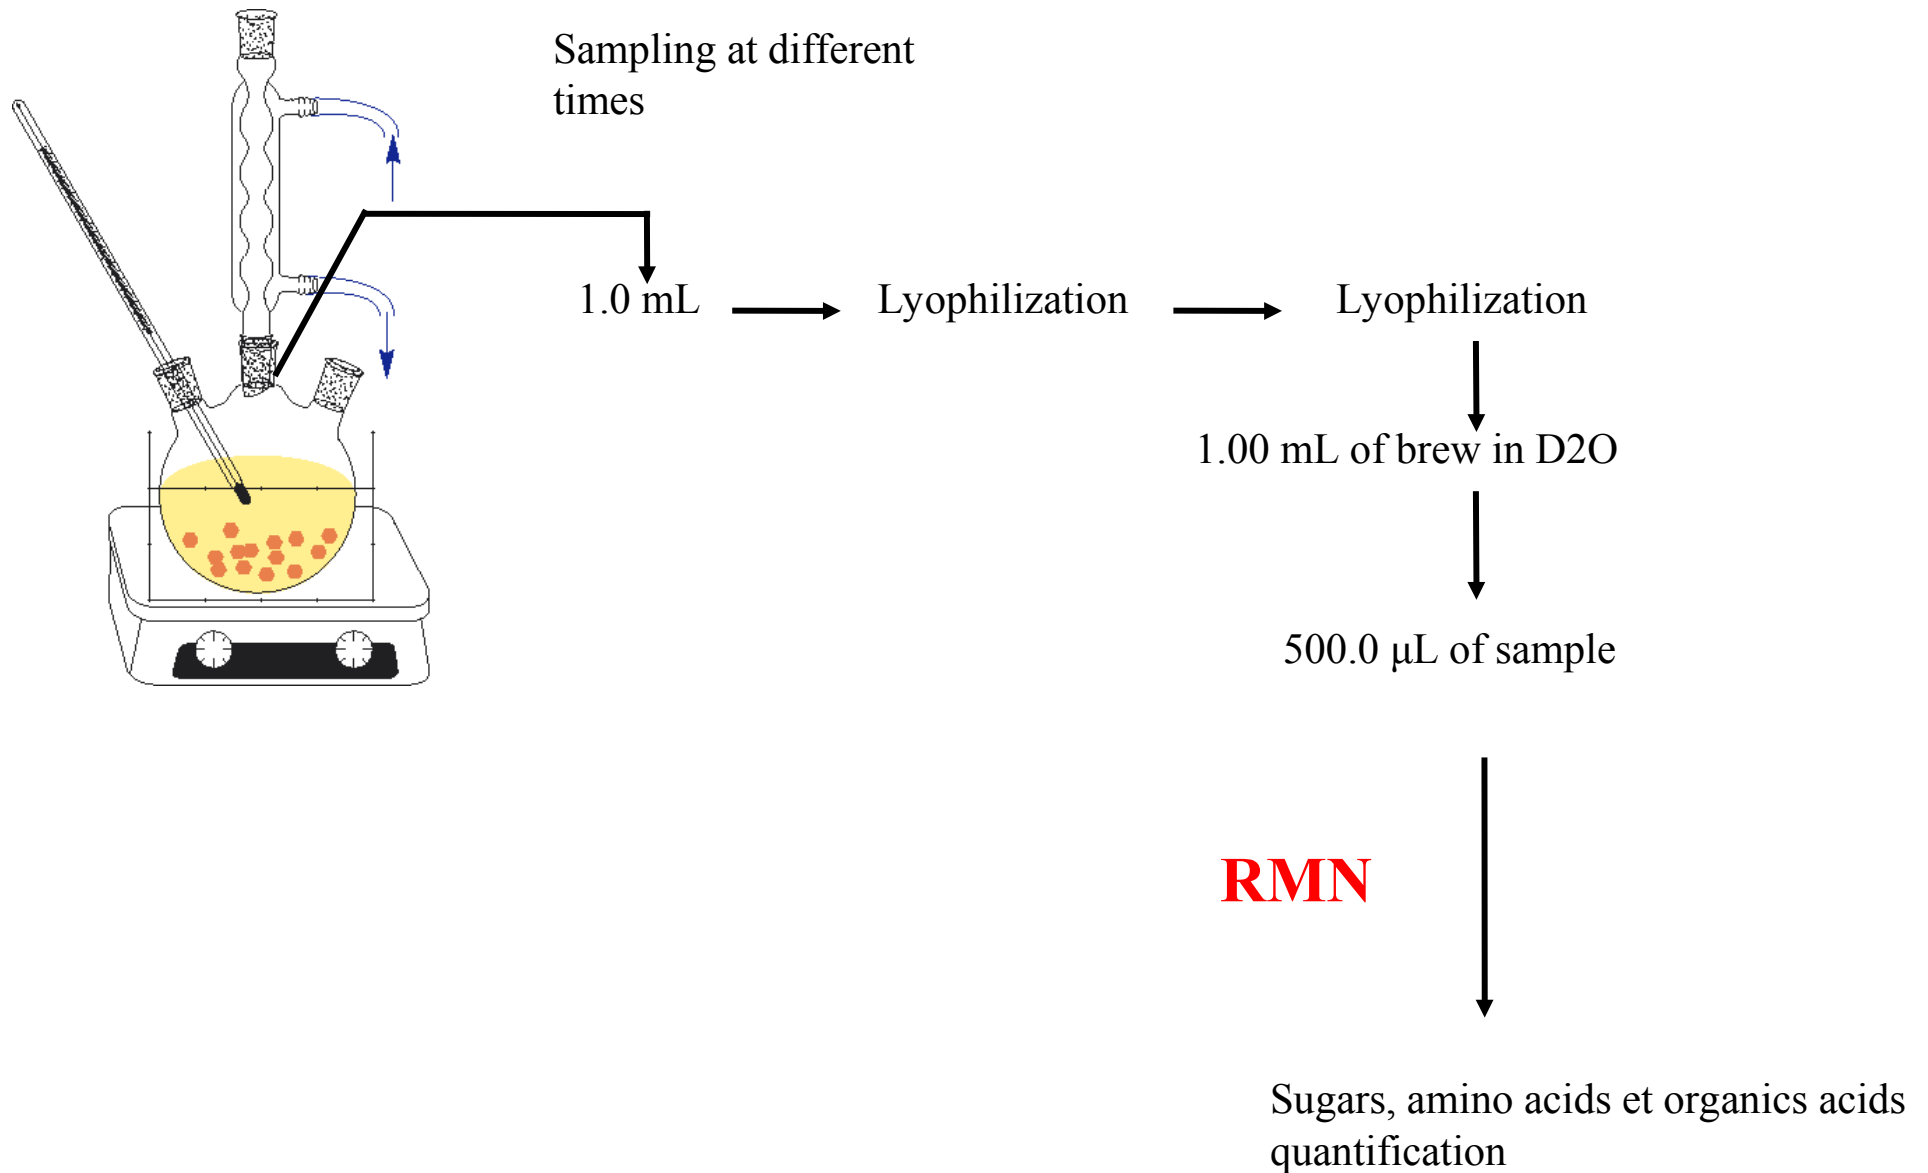 Sampling at different
times
1.0 mL
Lyophilization
Lyophilization
1.00 mL of brew in D2O
500.0 μL of sample
RMN
Sugars, amino acids et organics acids
quantification